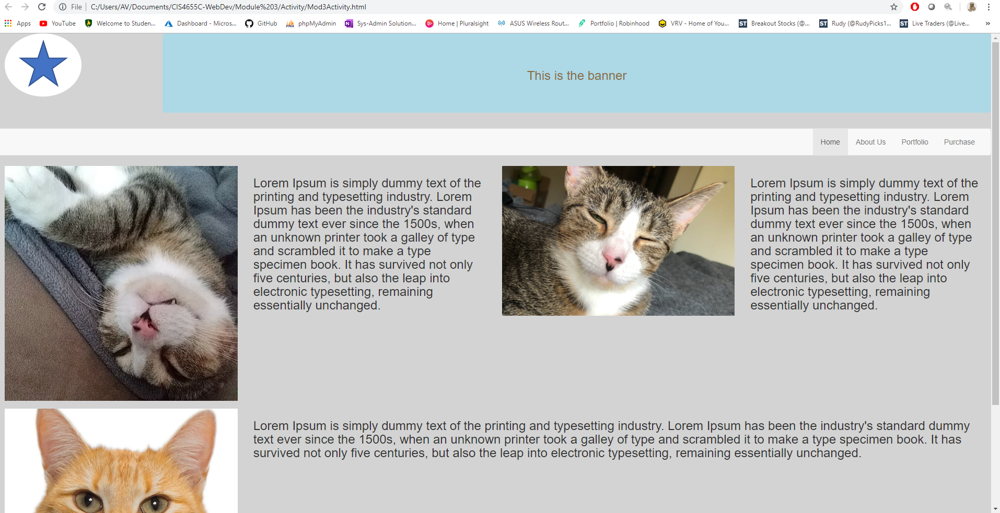 File C:/Users/AV/Documents/CIS4655C-WebDev/Module%203/Activity/Mod3Activity.html
Apps YouTube Welcome to Studen... Dashboard - Micros... GitHub phpMyAdmin Sys-Admin Solution... Home | Pluralsight ASUS Wireless Rout... Portfolio | Robinhood VRV - Home of You... ST Breakout Stocks (@... ST Rudy (@RudyPicks1... ST Live Traders (@Live... »
This is the banner
Home About Us Portfolio Purchase
Lorem Ipsum is simply dummy text of the
printing and typesetting industry. Lorem
Ipsum has been the industry's standard
dummy text ever since the 1500s, when
an unknown printer took a galley of type
and scrambled it to make a type
specimen book. It has survived not only
five centuries, but also the leap into
electronic typesetting, remaining
essentially unchanged.
Lorem Ipsum is simply dummy text of the
printing and typesetting industry. Lorem
Ipsum has been the industry's standard
dummy text ever since the 1500s, when
an unknown printer took a galley of type
and scrambled it to make a type
specimen book. It has survived not only
five centuries, but also the leap into
electronic typesetting, remaining
essentially unchanged.
Lorem Ipsum is simply dummy text of the printing and typesetting industry. Lorem Ipsum has been the industry's standard dummy
text ever since the 1500s, when an unknown printer took a galley of type and scrambled it to make a type specimen book. It has
survived not only five centuries, but also the leap into electronic typesetting, remaining essentially unchanged.